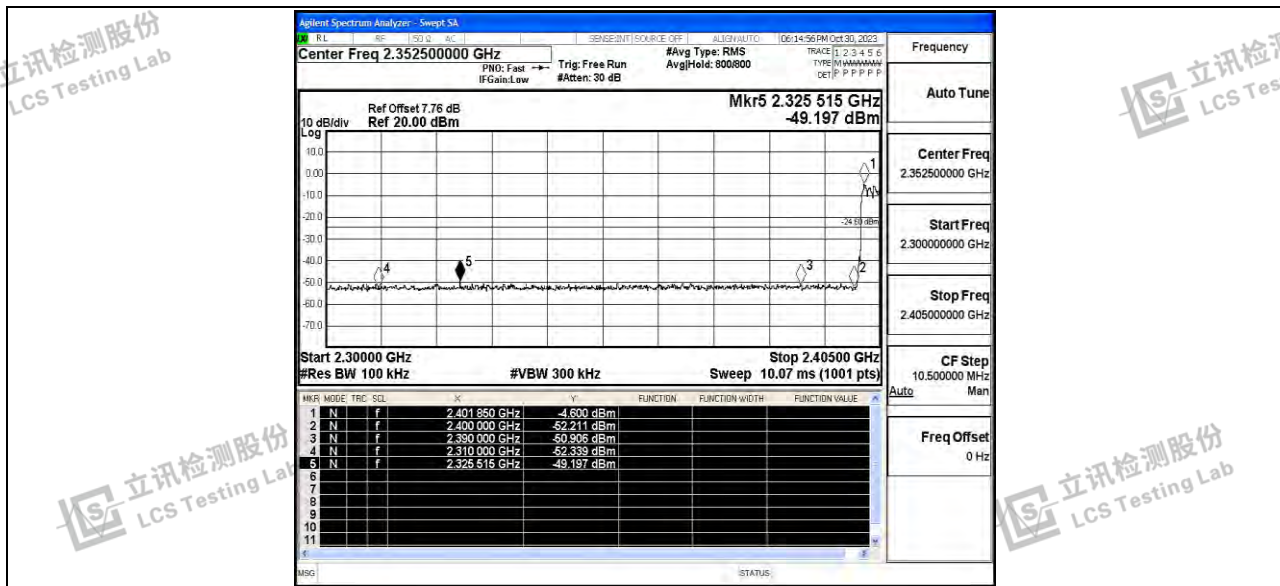 Agilent Spectrum Analyzer - Swept SA
RL RF 50 Ω AC SENSE:INT SOURCE OFF ALIGN AUTO 06:14:56 PM Oct 30, 2023
Center Freq 2.352500000 GHz
PNO: Fast
IFGain:Low
Trig: Free Run
#Atten: 30 dB
#Avg Type: RMS
Avg|Hold: 800/800
TRACE 1 2 3 4 5 6
TYPE M
DET P P P P P P
Mkr5 2.325 515 GHz
-49.197 dBm
Ref Offset 7.76 dB
10 dB/div Ref 20.00 dBm
Log
10.0
0.00
-10.0
-20.0
-30.0
-40.0
-50.0
-60.0
-70.0
1
-24.60 dBm
4
5
3
2
Start 2.30000 GHz Stop 2.40500 GHz
#Res BW 100 kHz #VBW 300 kHz Sweep 10.07 ms (1001 pts)
MKR MODE TRC SCL X Y FUNCTION FUNCTION WIDTH FUNCTION VALUE
1 N f 2.401 850 GHz -4.600 dBm
2 N f 2.400 000 GHz -52.211 dBm
3 N f 2.390 000 GHz -50.906 dBm
4 N f 2.310 000 GHz -52.339 dBm
5 N f 2.325 515 GHz -49.197 dBm
6
7
8
9
10
11
MSG STATUS
Frequency
Auto Tune
Center Freq
2.352500000 GHz
Start Freq
2.300000000 GHz
Stop Freq
2.405000000 GHz
CF Step
10.500000 MHz
Auto Man
Freq Offset
0 Hz
立讯检测股份
LCS Testing Lab
立讯检测
LCS Tes
立讯检测股份
LCS Testing Lab
立讯检测股份
LCS Testing Lab